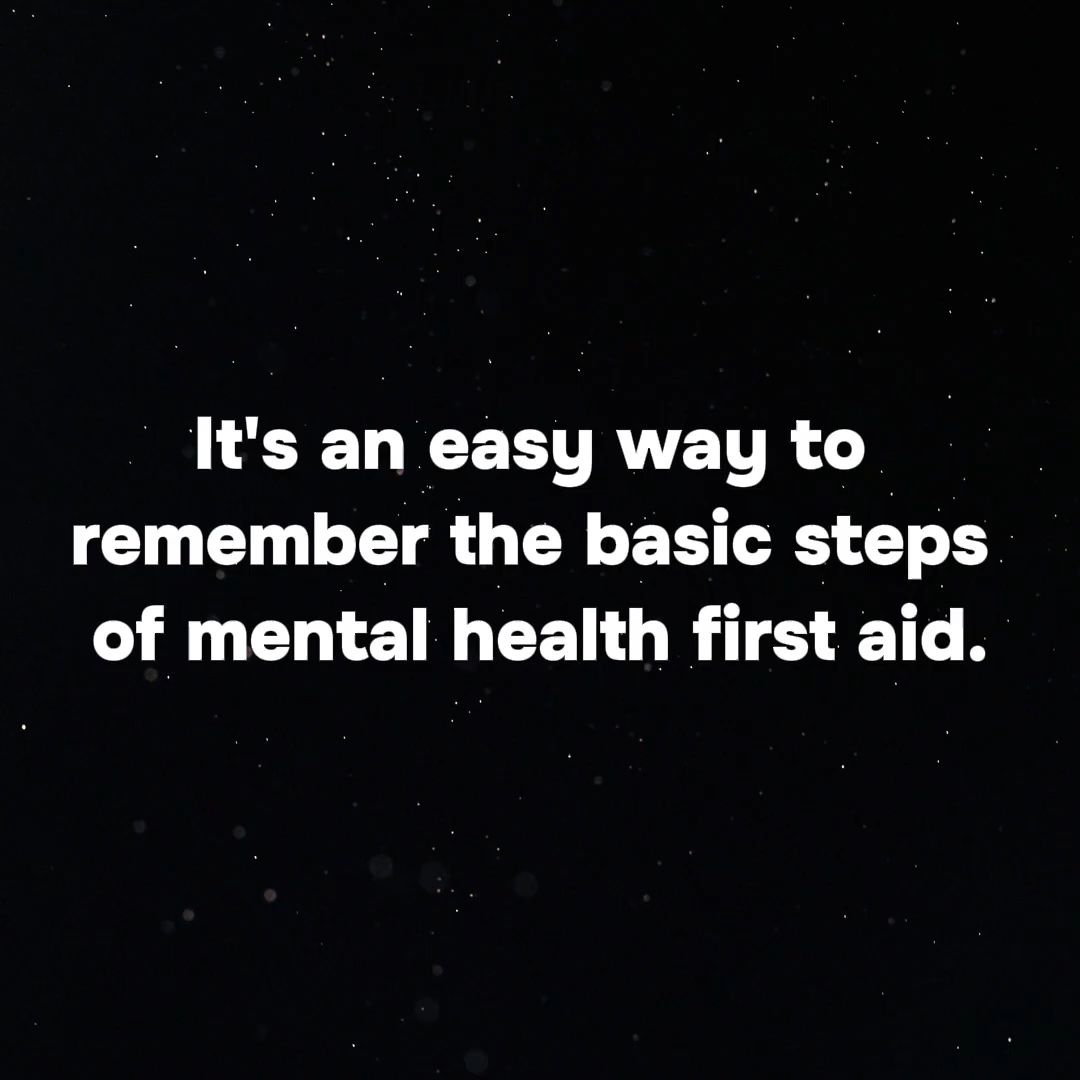 It's an easy way to
remember the basic steps
of mental health first aid.